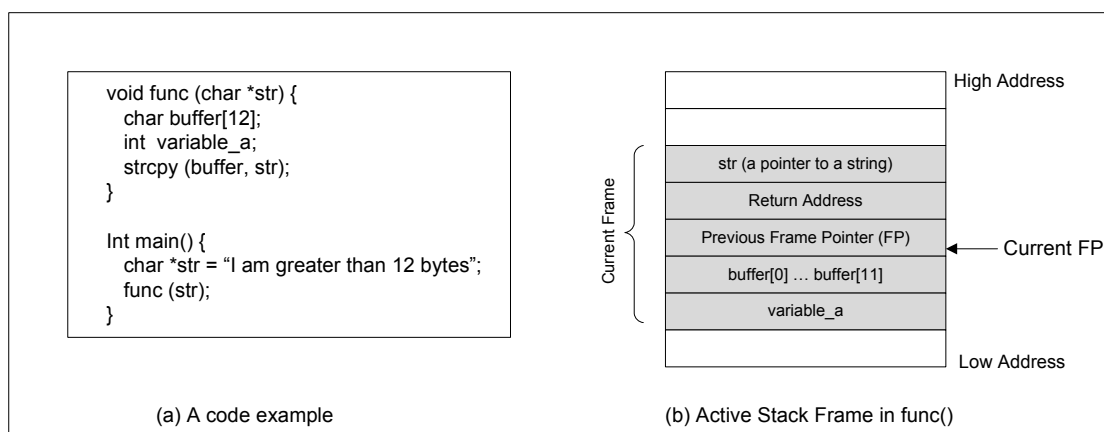 void func (char *str) {
char buffer[12];
int variable_a;
strcpy (buffer, str);
}
Int main() {
char *str = “I am greater than 12 bytes”;
func (str);
}
(a) A code example
High Address
str (a pointer to a string)
Return Address
Previous Frame Pointer (FP)
buffer[0] … buffer[11]
variable_a
Current Frame
Current FP
Low Address
(b) Active Stack Frame in func()